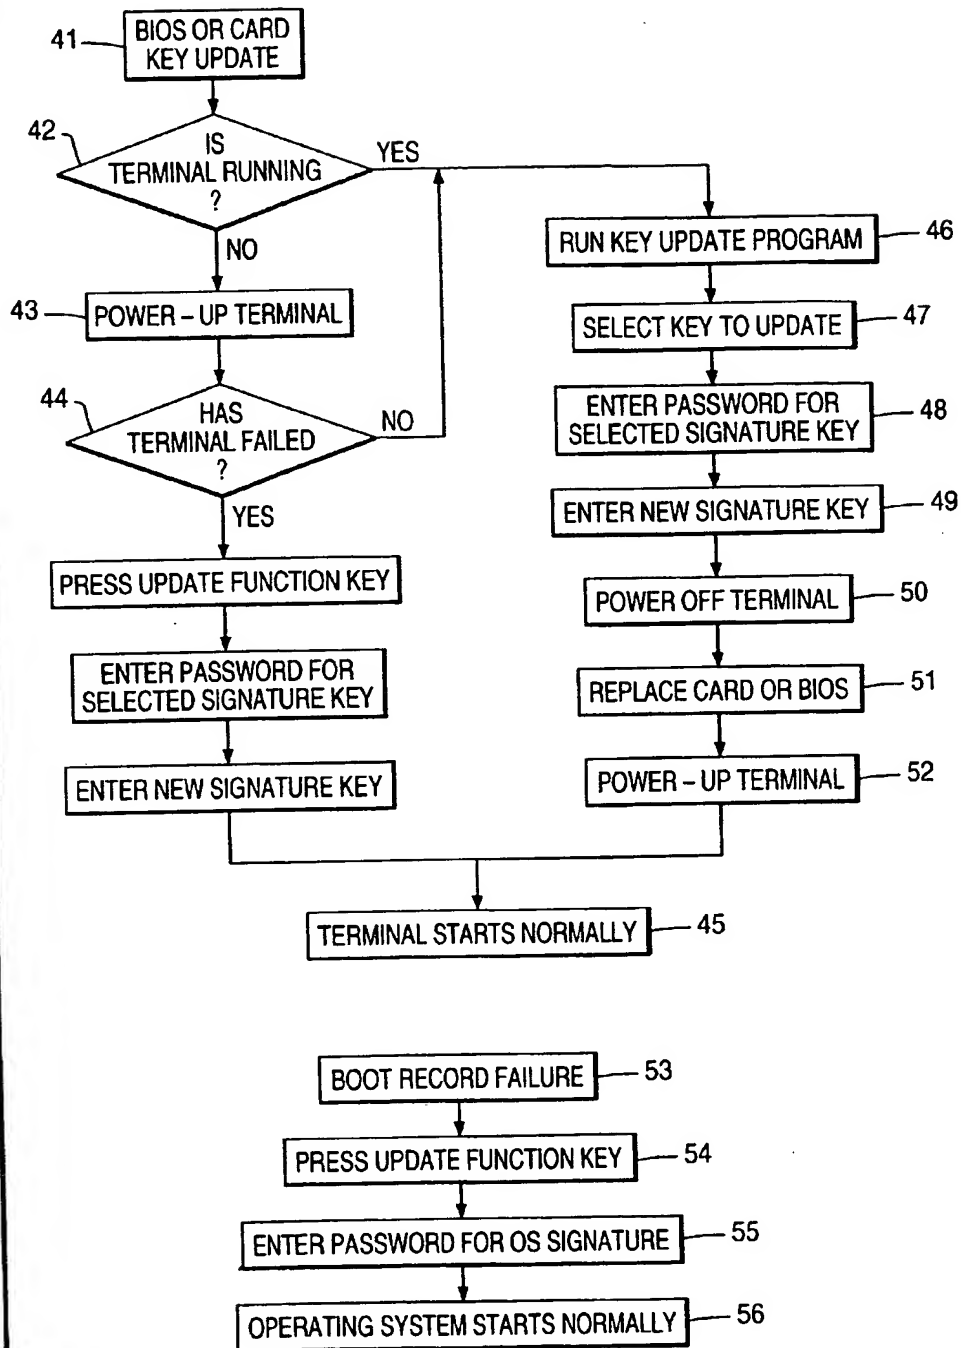 41
BIOS OR CARD
KEY UPDATE
42
IS
TERMINAL RUNNING
?
YES
NO
43
POWER – UP TERMINAL
44
HAS
TERMINAL FAILED
?
NO
YES
PRESS UPDATE FUNCTION KEY
ENTER PASSWORD FOR
SELECTED SIGNATURE KEY
ENTER NEW SIGNATURE KEY
RUN KEY UPDATE PROGRAM
46
SELECT KEY TO UPDATE
47
ENTER PASSWORD FOR
SELECTED SIGNATURE KEY
48
ENTER NEW SIGNATURE KEY
49
POWER OFF TERMINAL
50
REPLACE CARD OR BIOS
51
POWER – UP TERMINAL
52
TERMINAL STARTS NORMALLY
45
BOOT RECORD FAILURE
53
PRESS UPDATE FUNCTION KEY
54
ENTER PASSWORD FOR OS SIGNATURE
55
OPERATING SYSTEM STARTS NORMALLY
56